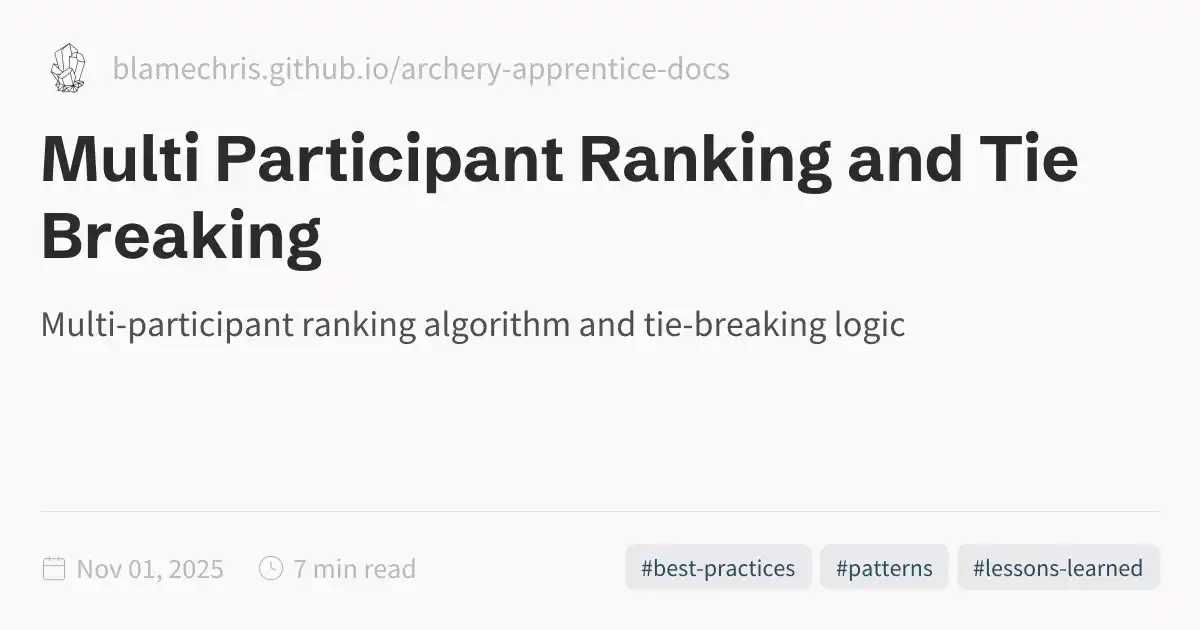 blamechris.github.io/archery-apprentice-docs
Multi Participant Ranking and Tie
Breaking
Multi-participant ranking algorithm and tie-breaking logic
Nov 01, 2025 7 min read #best-practices #patterns #lessons-learned